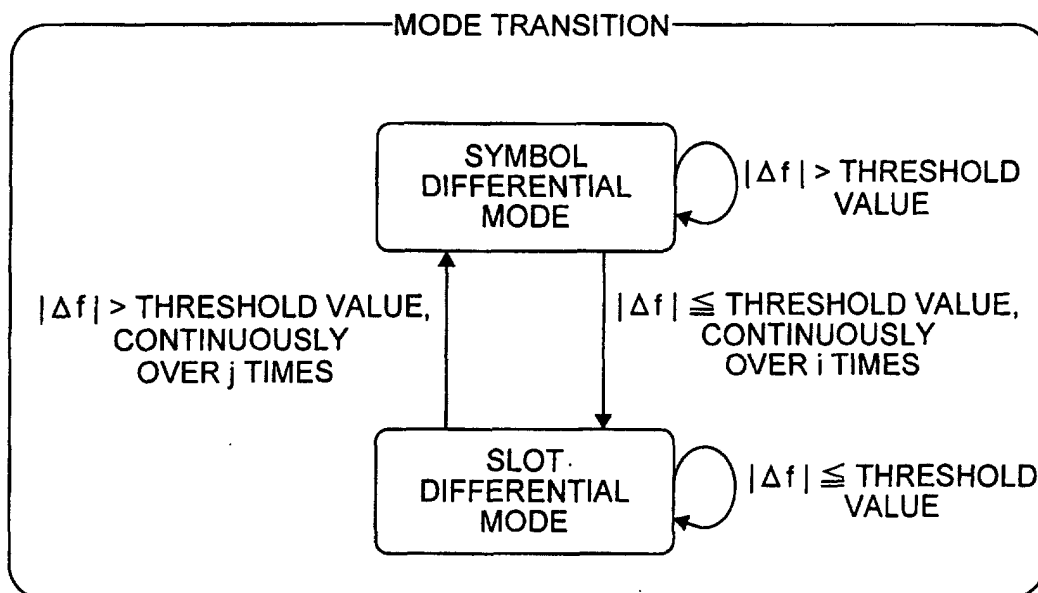 MODE TRANSITION
SYMBOL
DIFFERENTIAL
MODE
|Δf| > THRESHOLD
VALUE
|Δf| > THRESHOLD VALUE,
CONTINUOUSLY
OVER j TIMES
|Δf| ≦ THRESHOLD VALUE,
CONTINUOUSLY
OVER i TIMES
SLOT
DIFFERENTIAL
MODE
|Δf| ≦ THRESHOLD
VALUE